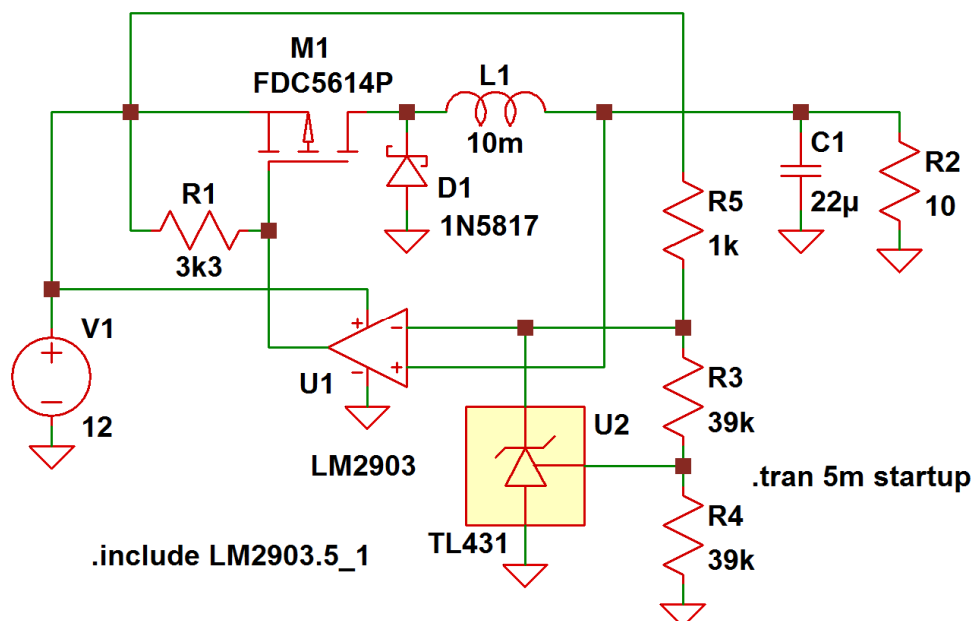 M1
FDC5614P
L1
10m
C1
22µ
R2
10
D1
1N5817
R1
3k3
R5
1k
V1
12
U1
LM2903
U2
TL431
R3
39k
R4
39k
.tran 5m startup
.include LM2903.5_1